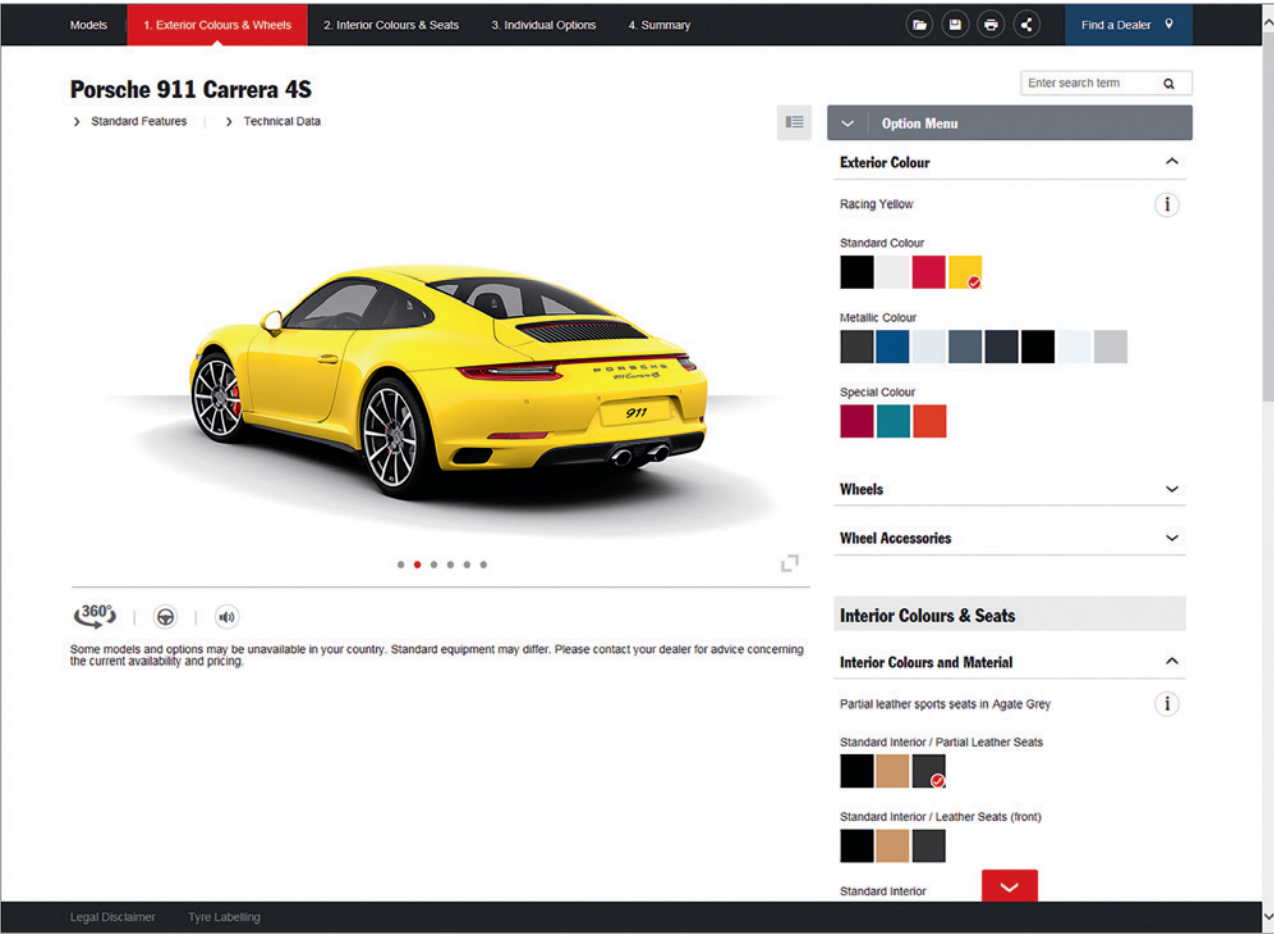 Models
1. Exterior Colours & Wheels
2. Interior Colours & Seats
3. Individual Options
4. Summary
Find a Dealer
Porsche 911 Carrera 4S
Enter search term
Standard Features
Technical Data
Option Menu
Exterior Colour
Racing Yellow
i
Standard Colour
Metallic Colour
Special Colour
PORSCHE
911 Carrera 4S
911
Wheels
Wheel Accessories
360°
Some models and options may be unavailable in your country. Standard equipment may differ. Please contact your dealer for advice concerning
the current availability and pricing.
Interior Colours & Seats
Interior Colours and Material
Partial leather sports seats in Agate Grey
i
Standard Interior / Partial Leather Seats
Standard Interior / Leather Seats (front)
Standard Interior
Legal Disclaimer
Tyre Labelling